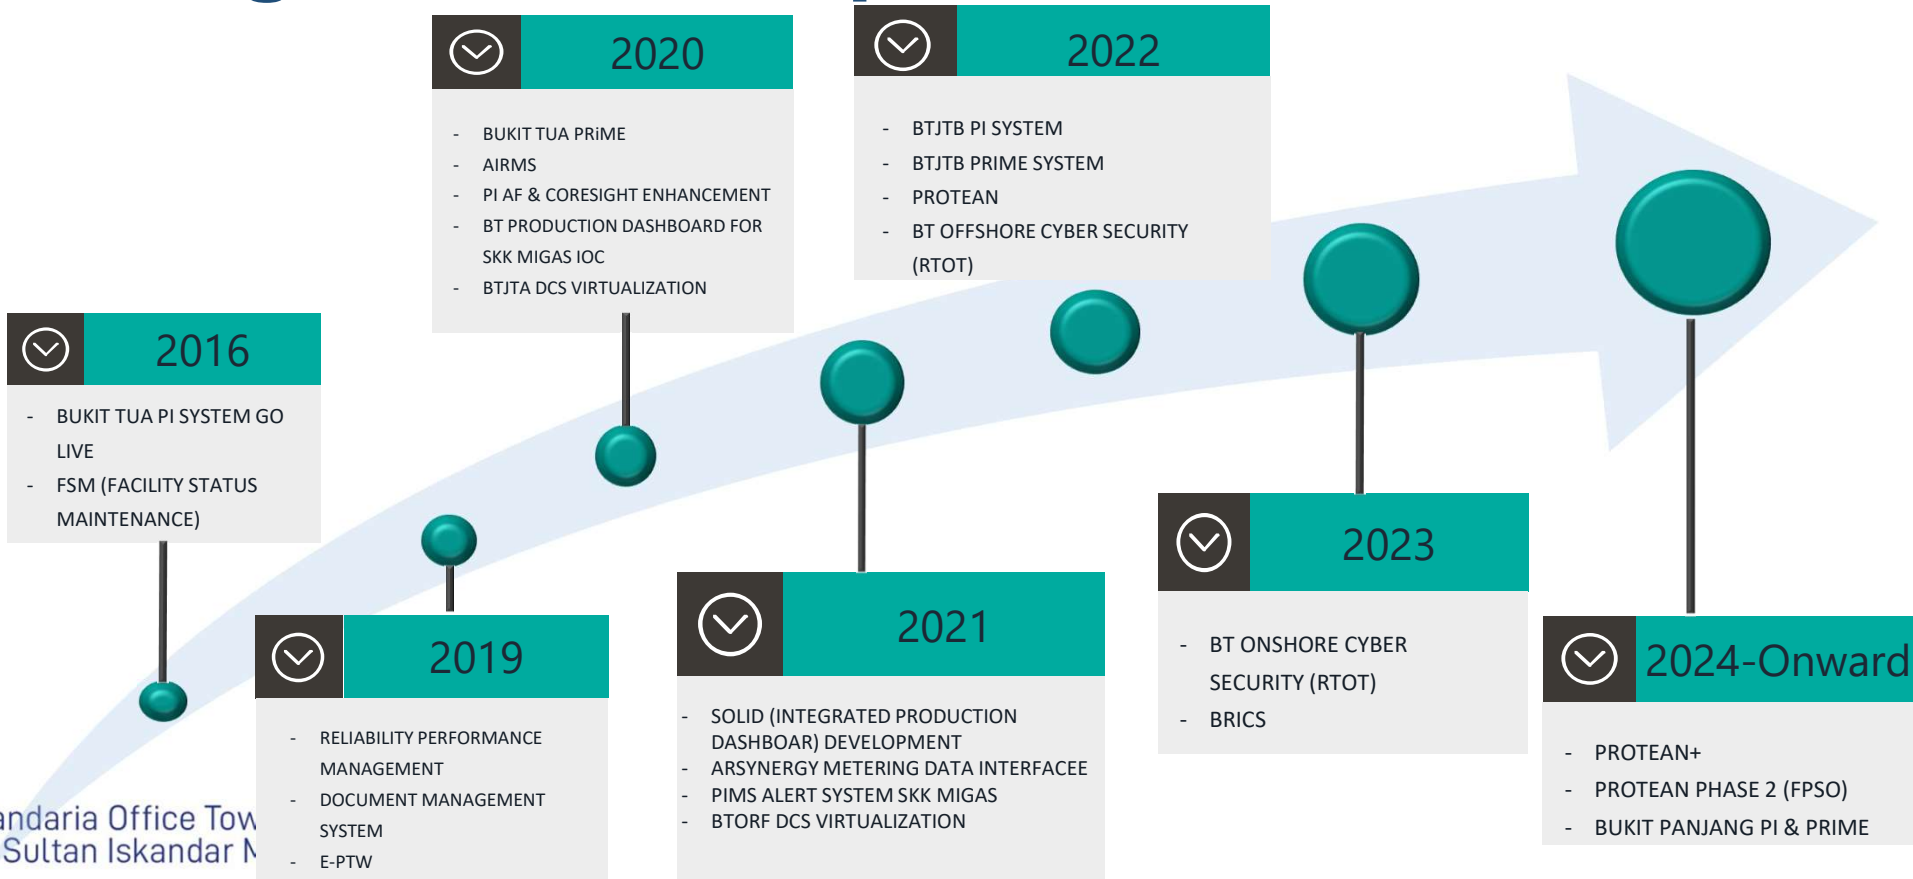 2016
- BUKIT TUA PI SYSTEM GO
LIVE
- FSM (FACILITY STATUS
MAINTENANCE)
2019
- RELIABILITY PERFORMANCE
MANAGEMENT
- DOCUMENT MANAGEMENT
SYSTEM
- E-PTW
2020
- BUKIT TUA PRiME
- AIRMS
- PI AF & CORESIGHT ENHANCEMENT
- BT PRODUCTION DASHBOARD FOR
SKK MIGAS IOC
- BTJTA DCS VIRTUALIZATION
2021
- SOLID (INTEGRATED PRODUCTION
DASHBOAR) DEVELOPMENT
- ARSYNERGY METERING DATA INTERFACEE
- PIMS ALERT SYSTEM SKK MIGAS
- BTORF DCS VIRTUALIZATION
2022
- BTJTB PI SYSTEM
- BTJTB PRIME SYSTEM
- PROTEAN
- BT OFFSHORE CYBER SECURITY
(RTOT)
2023
- BT ONSHORE CYBER
SECURITY (RTOT)
- BRICS
2024-Onward
- PROTEAN+
- PROTEAN PHASE 2 (FPSO)
- BUKIT PANJANG PI & PRIME
andaria Office Tow
Sultan Iskandar